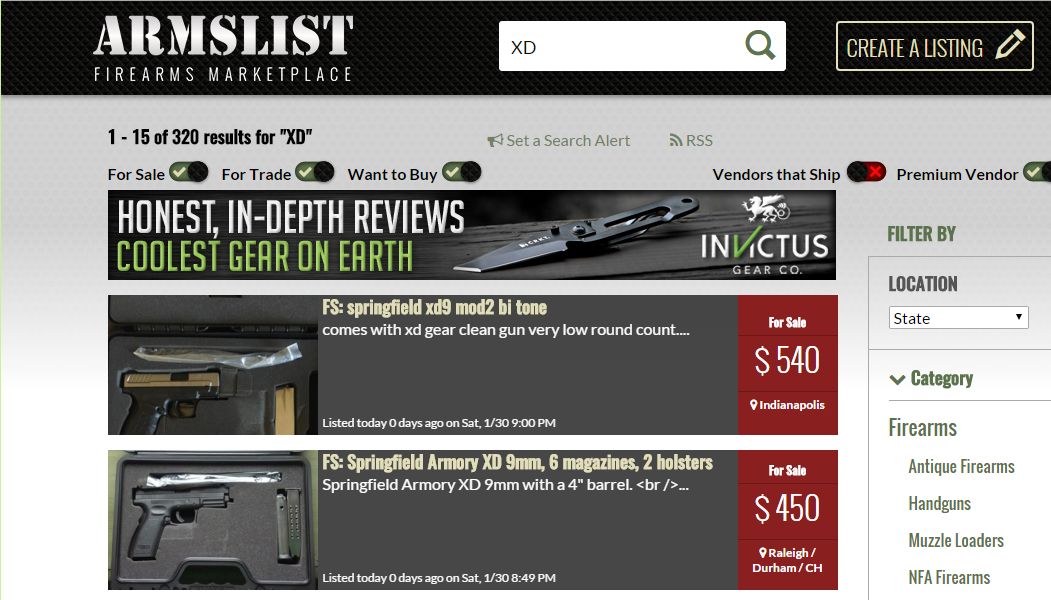 ARMSLIST
FIREARMS MARKETPLACE
XD
CREATE A LISTING
1 - 15 of 320 results for "XD"
Set a Search Alert
RSS
For Sale
For Trade
Want to Buy
Vendors that Ship
Premium Vendor
HONEST, IN-DEPTH REVIEWS
COOLEST GEAR ON EARTH
CRKT
INVICTUS
GEAR CO.
FILTER BY
LOCATION
State
FS: springfield xd9 mod2 bi tone
comes with xd gear clean gun very low round count....
Listed today 0 days ago on Sat, 1/30 9:00 PM
For Sale
$ 540
Indianapolis
Category
Firearms
Antique Firearms
Handguns
Muzzle Loaders
NFA Firearms
FS: Springfield Armory XD 9mm, 6 magazines, 2 holsters
Springfield Armory XD 9mm with a 4" barrel. <br />...
Listed today 0 days ago on Sat, 1/30 8:49 PM
For Sale
$ 450
Raleigh /
Durham / CH